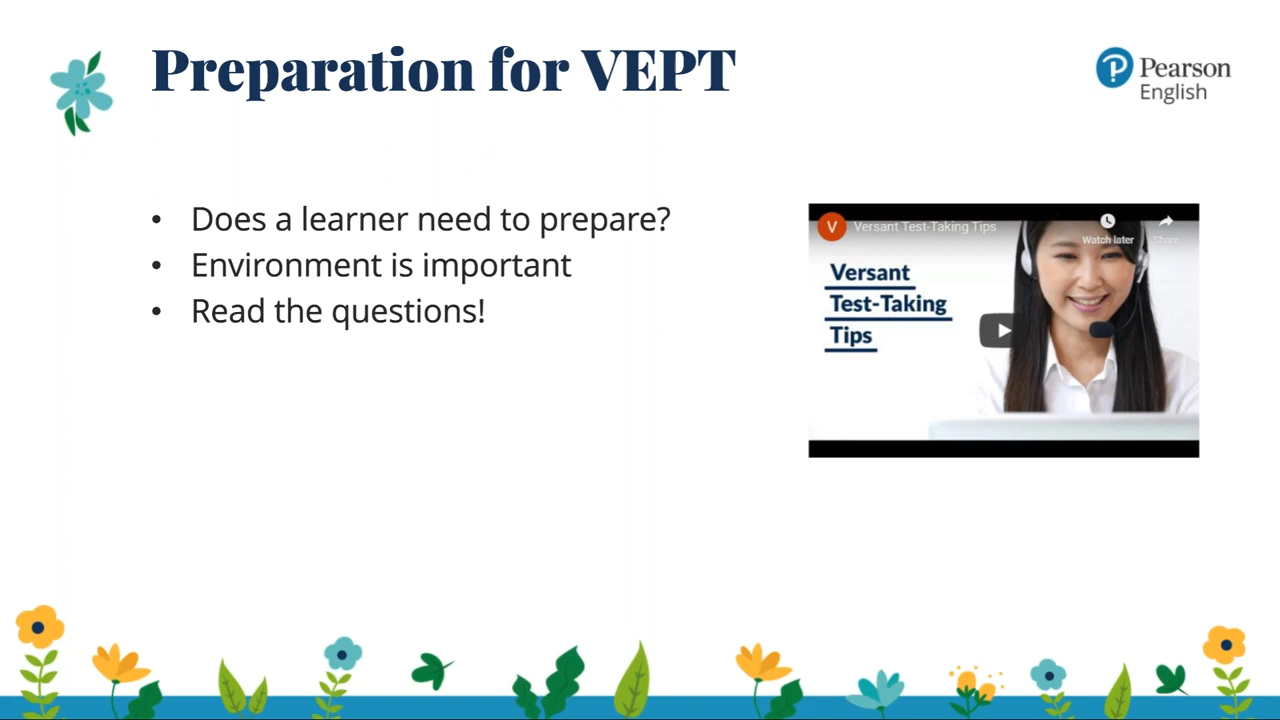 Preparation for VEPT
Pearson
English
• Does a learner need to prepare?
• Environment is important
• Read the questions!
V Versant Test-Taking Tips
Watch later
Share
Versant
Test-Taking
Tips